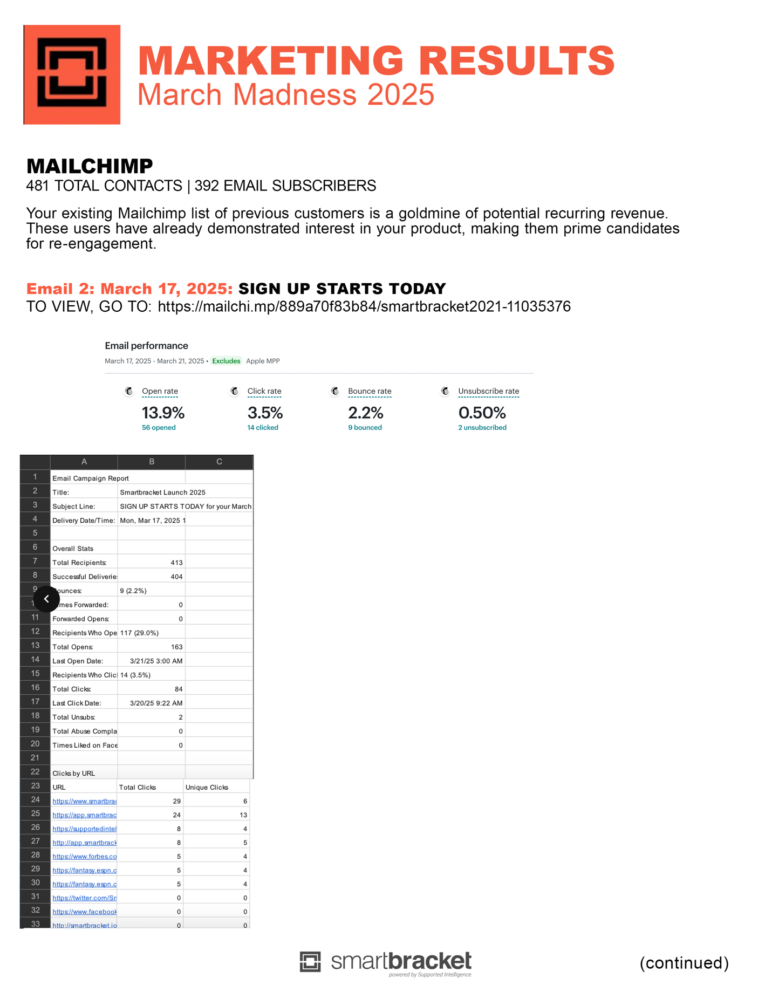 MARKETING RESULTS
March Madness 2025
MAILCHIMP
481 TOTAL CONTACTS | 392 EMAIL SUBSCRIBERS
Your existing Mailchimp list of previous customers is a goldmine of potential recurring revenue.
These users have already demonstrated interest in your product, making them prime candidates
for re-engagement.
Email 2: March 17, 2025: SIGN UP STARTS TODAY
TO VIEW, GO TO: https://mailchi.mp/889a70f83b84/smartbracket2021-11035376
Email performance
March 17, 2025 - March 21, 2025 • Excludes Apple MPP
Open rate Click rate Bounce rate Unsubscribe rate
13.9% 3.5% 2.2% 0.50%
56 opened 14 clicked 9 bounced 2 unsubscribed
A B C
1 Email Campaign Report
2 Title: Smartbracket Launch 2025
3 Subject Line: SIGN UP STARTS TODAY for your March
4 Delivery Date/Time: Mon, Mar 17, 2025 1
5
6 Overall Stats
7 Total Recipients: 413
8 Successful Deliveries 404
9 ounces: 9 (2.2%)
1 mes Forwarded: 0
11 Forwarded Opens: 0
12 Recipients Who Ope 117 (29.0%)
13 Total Opens: 163
14 Last Open Date: 3/21/25 3:00 AM
15 Recipients Who Clic 14 (3.5%)
16 Total Clicks: 84
17 Last Click Date: 3/20/25 9:22 AM
18 Total Unsubs: 2
19 Total Abuse Compla 0
20 Times Liked on Face 0
21
22 Clicks by URL
23 URL Total Clicks Unique Clicks
24 https://www.smartbrac 29 6
25 https://app.smartbrac 24 13
26 https://supportedintel 8 4
27 http://app.smartbrack 8 5
28 https://www.forbes.co 5 4
29 https://fantasy.espn.c 5 4
30 https://fantasy.espn.c 5 4
31 https://twitter.com/Sn 0 0
32 https://www.facebook 0 0
33 http://smartbracket.io 0 0
smartbracket
powered by Supported Intelligence
(continued)